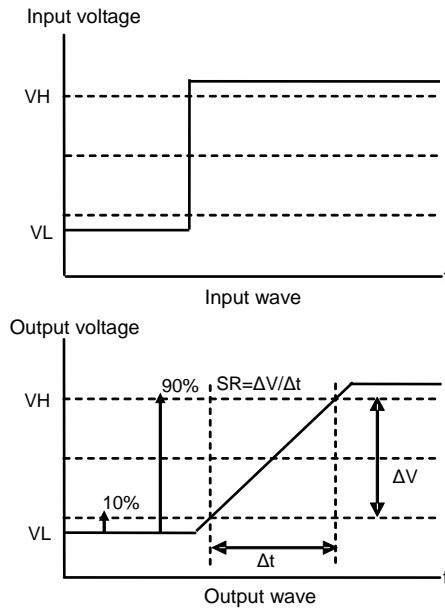 Input voltage
VH
VL
t
Input wave
Output voltage
90%
SR=ΔV/Δt
VH
ΔV
10%
VL
Δt
t
Output wave